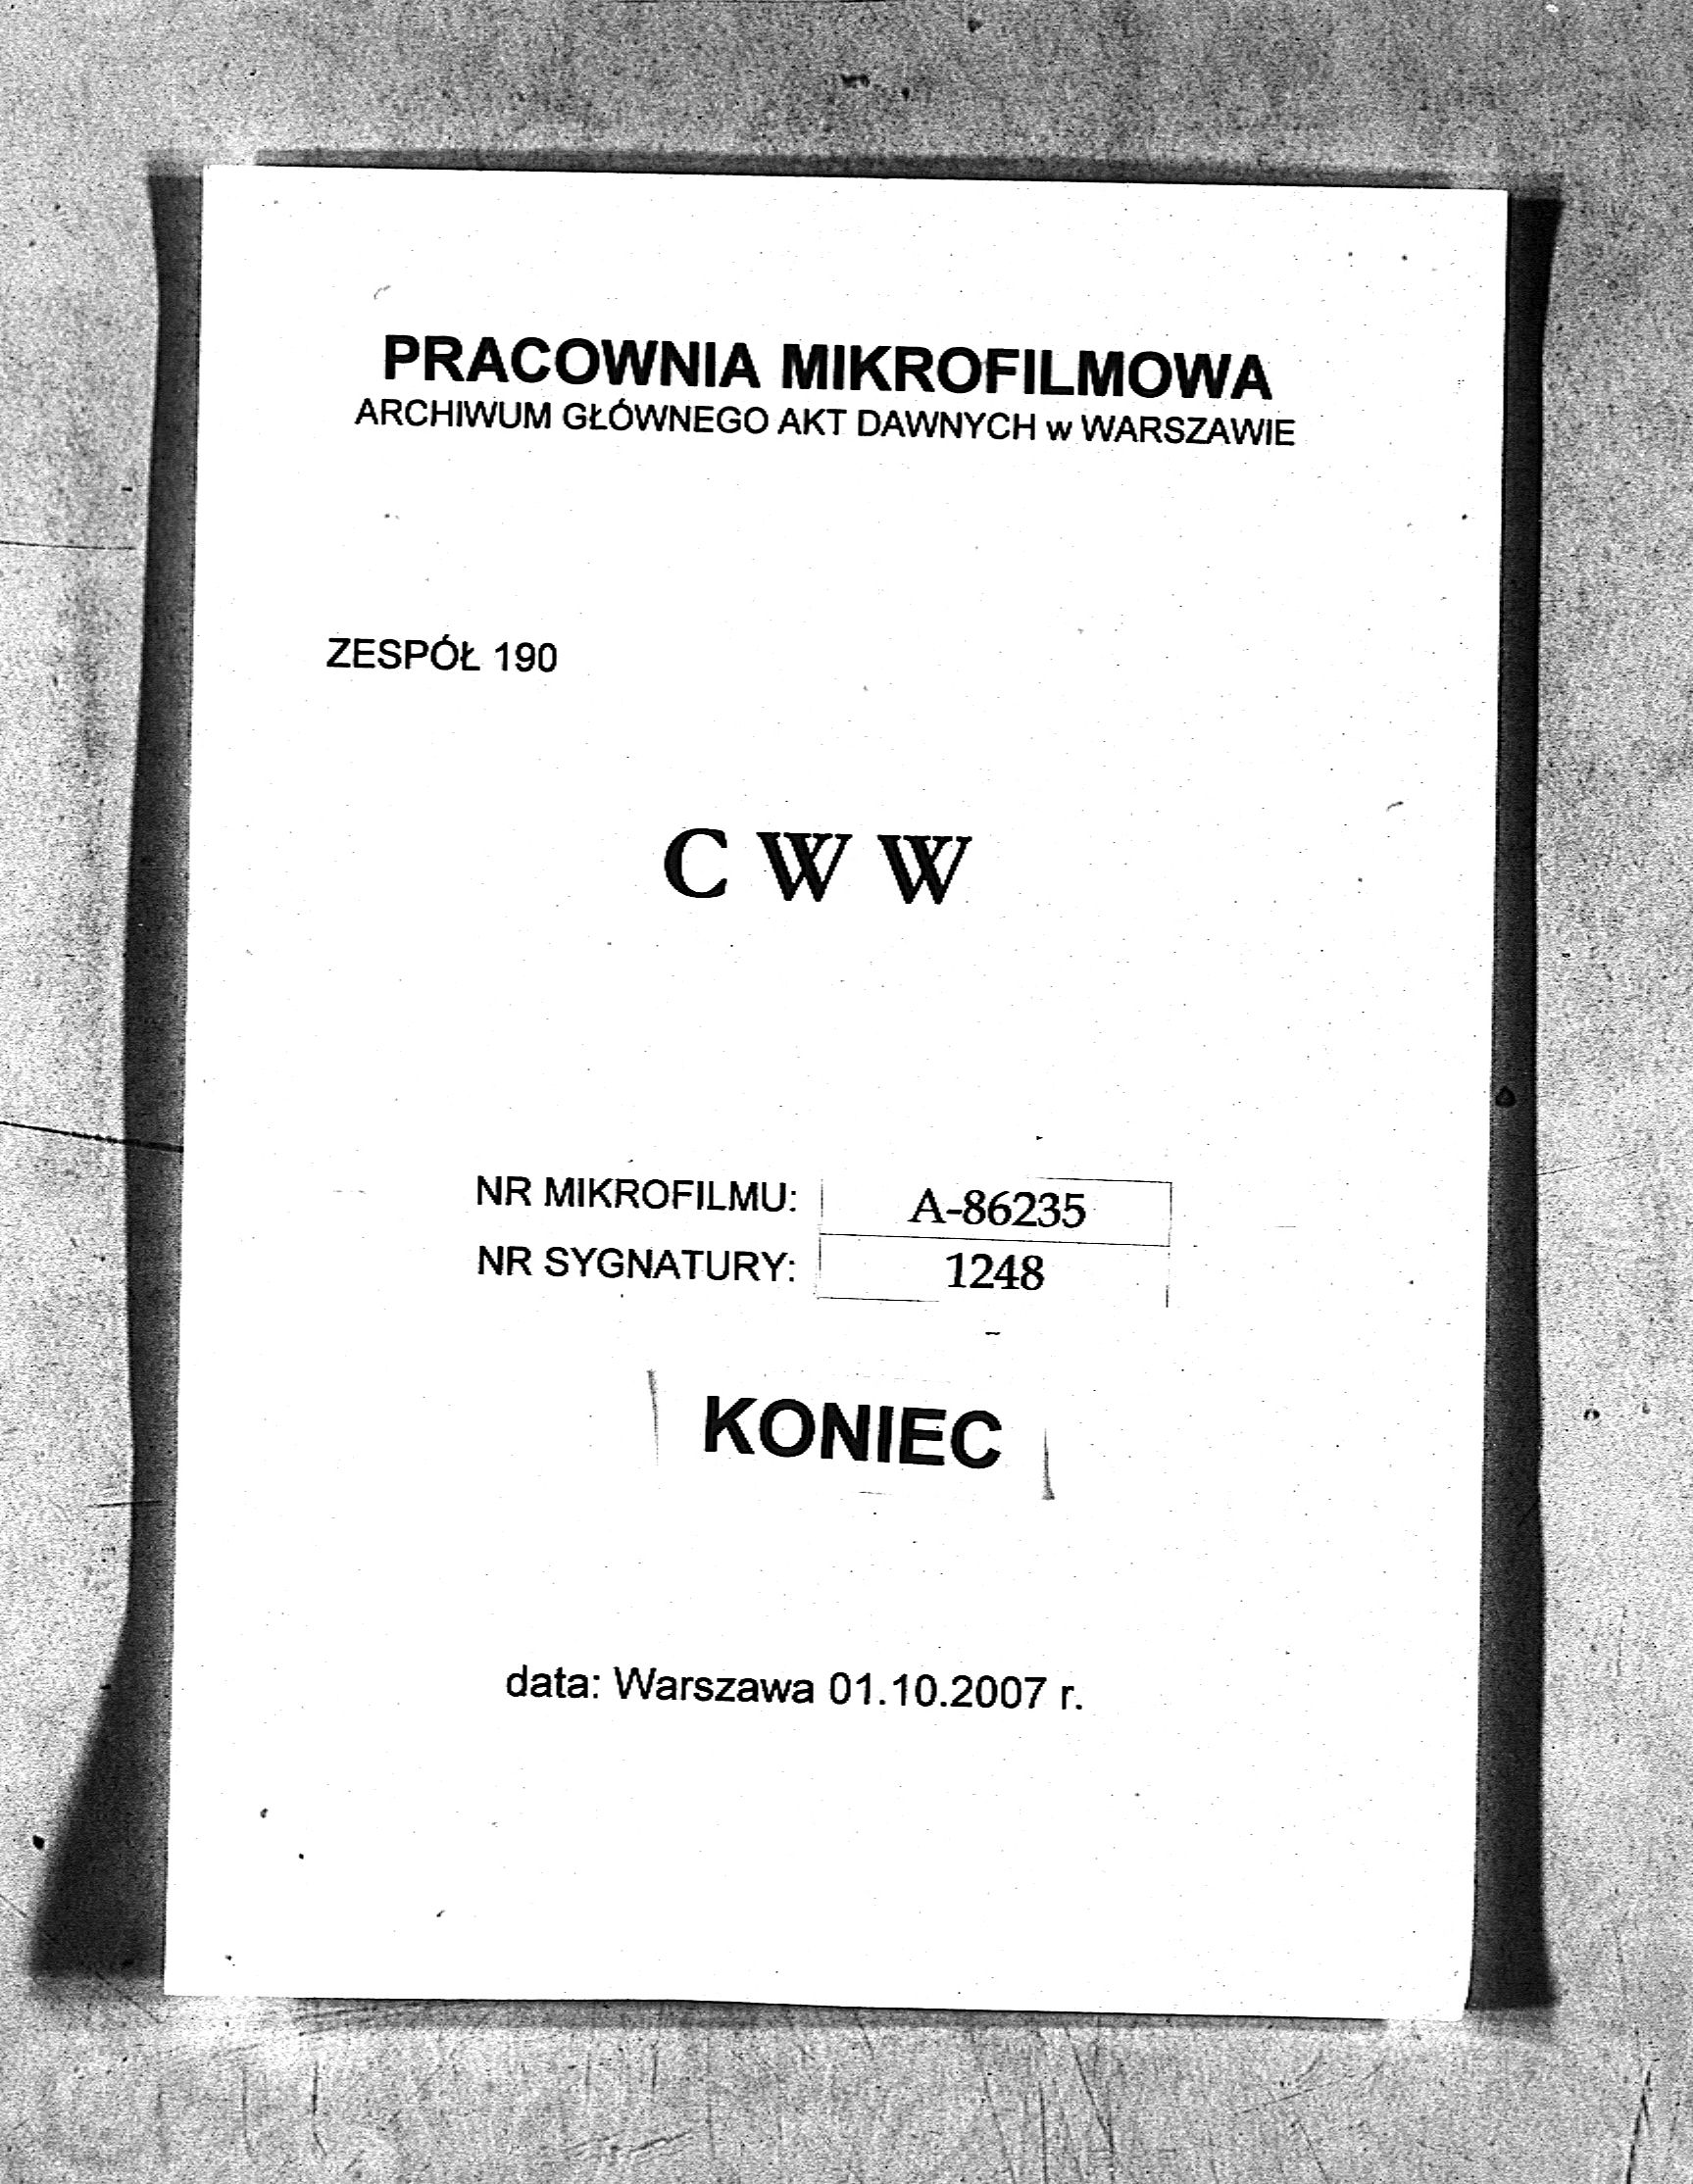 PRACOWNIA MIKROFILMOWA
ARCHIWUM GŁÓWNEGO AKT DAWNYCH w WARSZAWIE
ZESPÓŁ 190
C W W
NR MIKROFILMU: A-86235
NR SYGNATURY: 1248
KONIEC
data: Warszawa 01.10.2007 r.